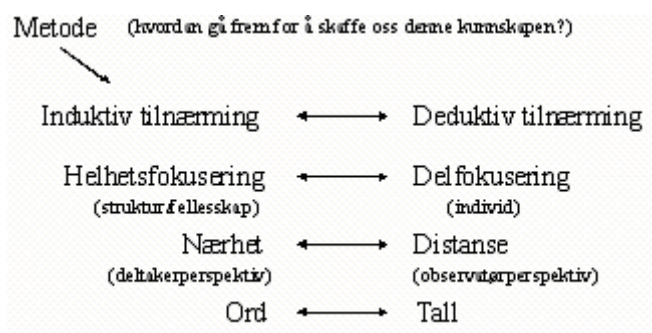 Metode (hvordan gå frem for å skaffe oss denne kunnskapen?)
Induktiv tilnærming Deduktiv tilnærming
Helhetsfokusering Delfokusering
(struktur/fellesskap) (individ)
Nærhet Distanse
(deltakerperspektiv) (observatørperspektiv)
Ord Tall